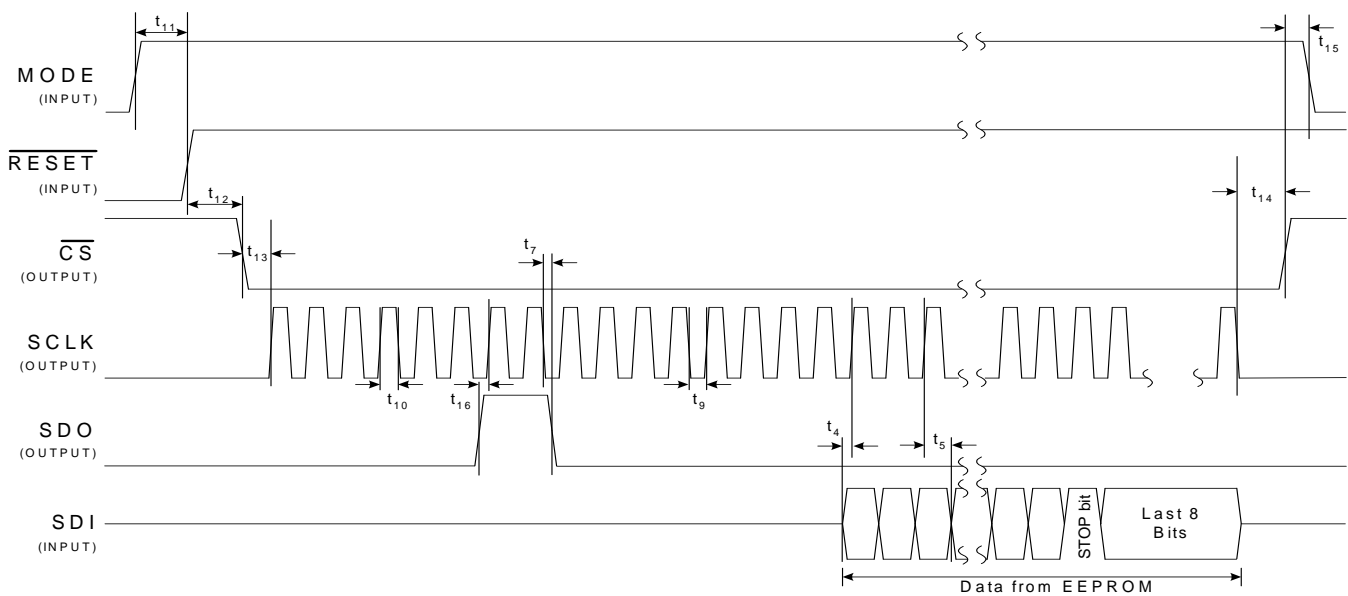 t11
t15
MODE
(INPUT)
RESET
(INPUT)
t12
t14
CS
(OUTPUT)
t13
t7
SCLK
(OUTPUT)
t10
t16
t9
SDO
(OUTPUT)
t4
t5
SDI
(INPUT)
STOP bit
Last 8
Bits
Data from EEPROM